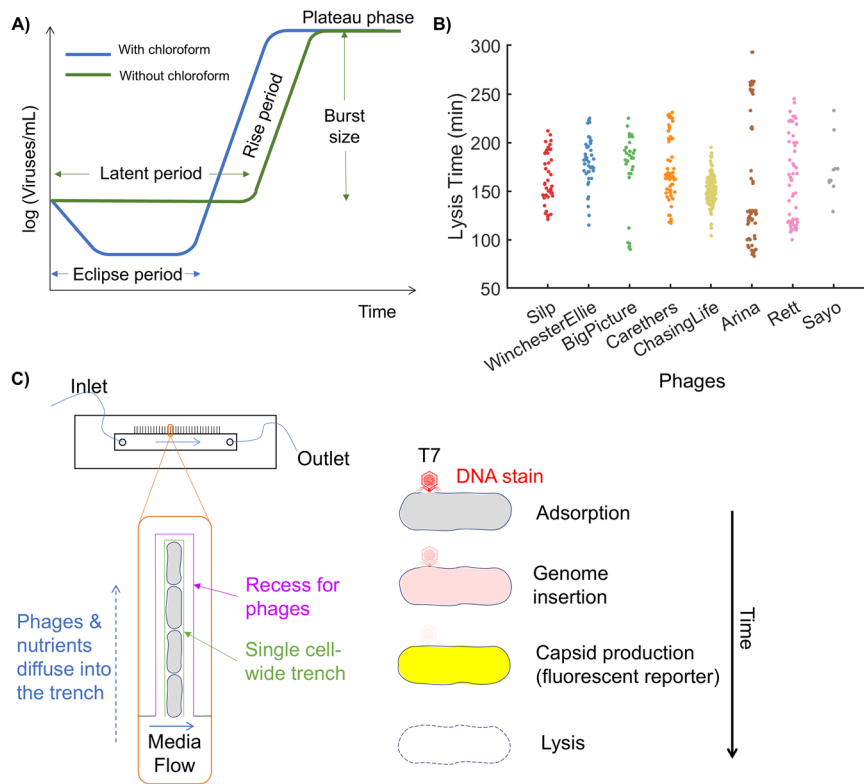 A)
Plateau phase
With chloroform
Without chloroform
log (Viruses/mL)
Latent period
Rise period
Burst
size
Eclipse period
Time
B)
Lysis Time (min)
300
250
200
150
100
50
Silp
WinchesterEllie
BigPicture
Carethers
ChasingLife
Arina
Rett
Sayo
Phages
C)
Inlet
Outlet
Phages &
nutrients
diffuse into
the trench
Recess for
phages
Single cell-
wide trench
Media
Flow
T7
DNA stain
Adsorption
Genome
insertion
Capsid production
(fluorescent reporter)
Lysis
Time